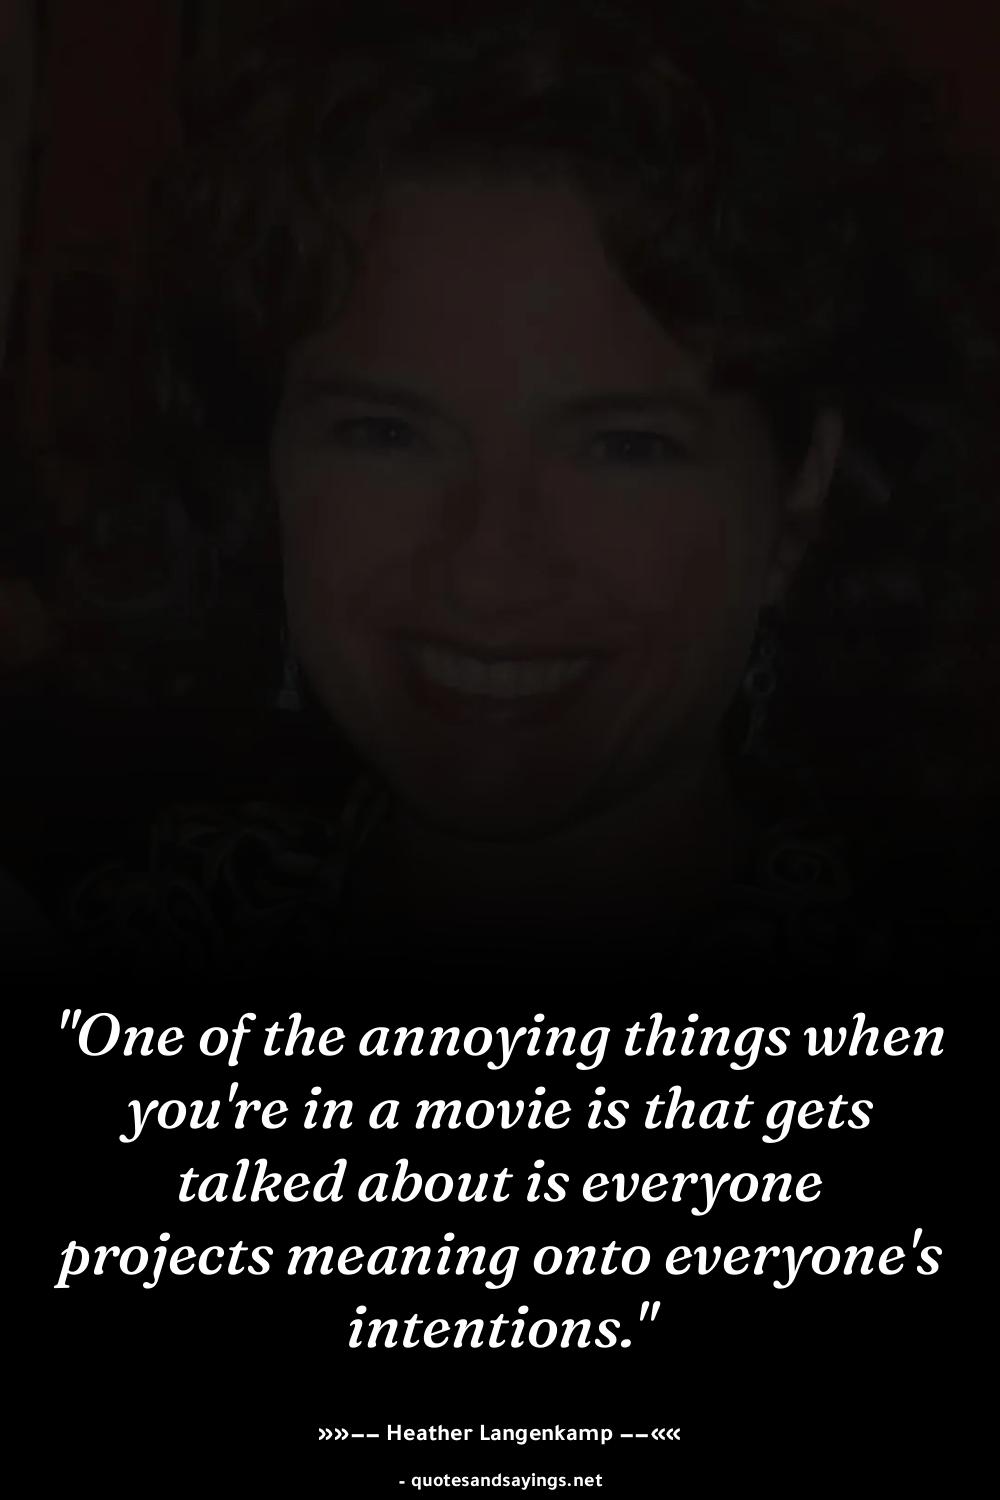 "One of the annoying things when
you're in a movie is that gets
talked about is everyone
projects meaning onto everyone's
intentions."
»»–– Heather Langenkamp ––««
- quotesandsayings.net